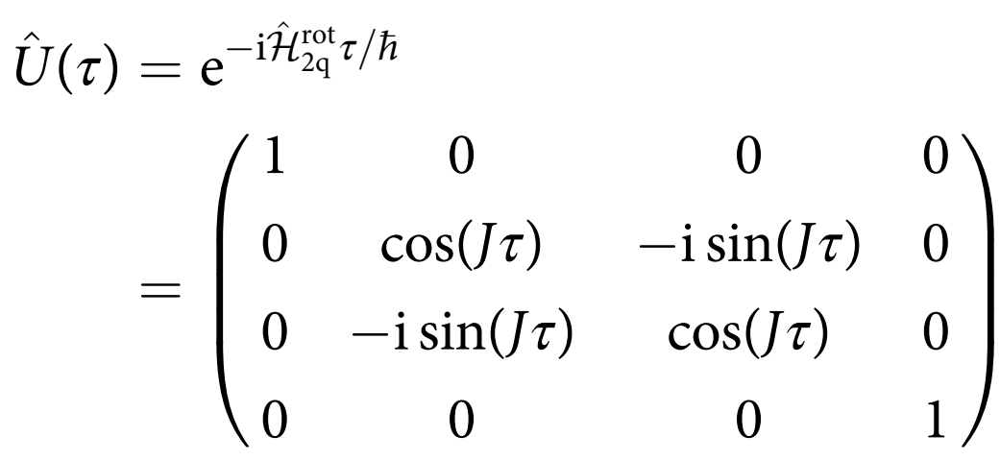 Û(τ) = e^{−iĤ_{2q}^{rot}τ/ħ}
= ( 1 0 0 0
0 cos(Jτ) −i sin(Jτ) 0
0 −i sin(Jτ) cos(Jτ) 0
0 0 0 1 )